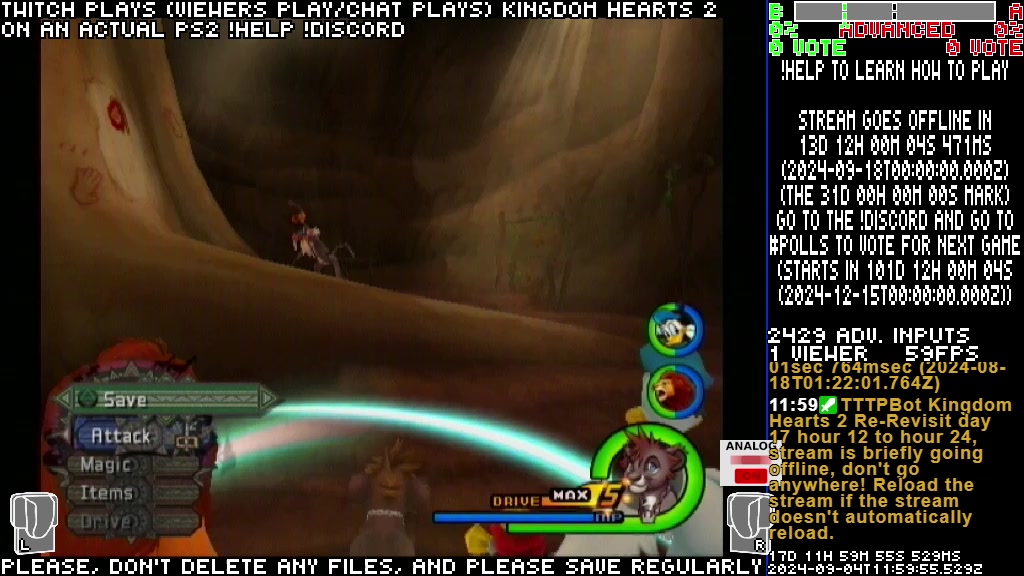 TWITCH PLAYS (VIEWERS PLAY/CHAT PLAYS) KINGDOM HEARTS 2
ON AN ACTUAL PS2 !HELP !DISCORD
B A
0% ADVANCED 0%
0 VOTE 0 VOTE
!HELP TO LEARN HOW TO PLAY
STREAM GOES OFFLINE IN
13D 12H 00M 04S 471MS
(2024-09-18T00:00:00.000Z)
(THE 31D 00H 00M 00S MARK)
GO TO THE !DISCORD AND GO TO
#POLLS TO VOTE FOR NEXT GAME
(STARTS IN 101D 12H 00M 04S
(2024-12-15T00:00:00.000Z))
2429 ADV. INPUTS
1 VIEWER 59FPS
01sec 764msec (2024-08-
18T01:22:01.764Z)
11:59 TTTPBot Kingdom
Hearts 2 Re-Revisit day
17 hour 12 to hour 24,
stream is briefly going
offline, don't go
anywhere! Reload the
stream if the stream
doesn't automatically
reload.
17D 11H 59M 55S 529MS
2024-09-04T11:59:55.529Z
Save
Attack
Magic
Items
Drive
DRIVE MAX 5
MP
ANALOG
L
R
PLEASE, DON'T DELETE ANY FILES, AND PLEASE SAVE REGULARLY